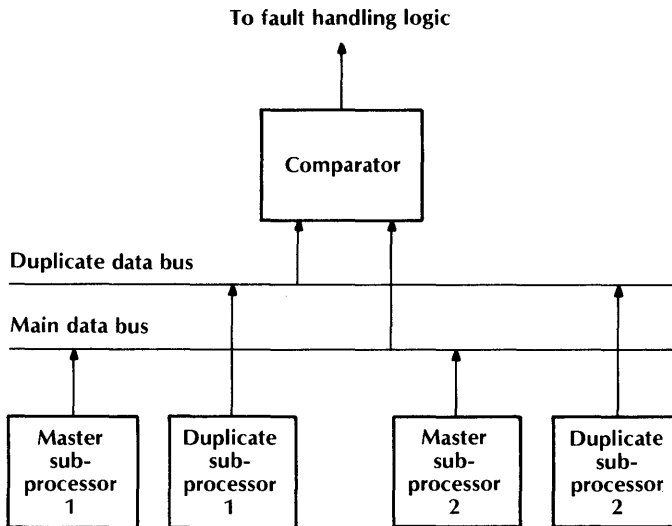 To fault handling logic
Comparator
Duplicate data bus
Main data bus
Master
sub-
processor
1
Duplicate
sub-
processor
1
Master
sub-
processor
2
Duplicate
sub-
processor
2